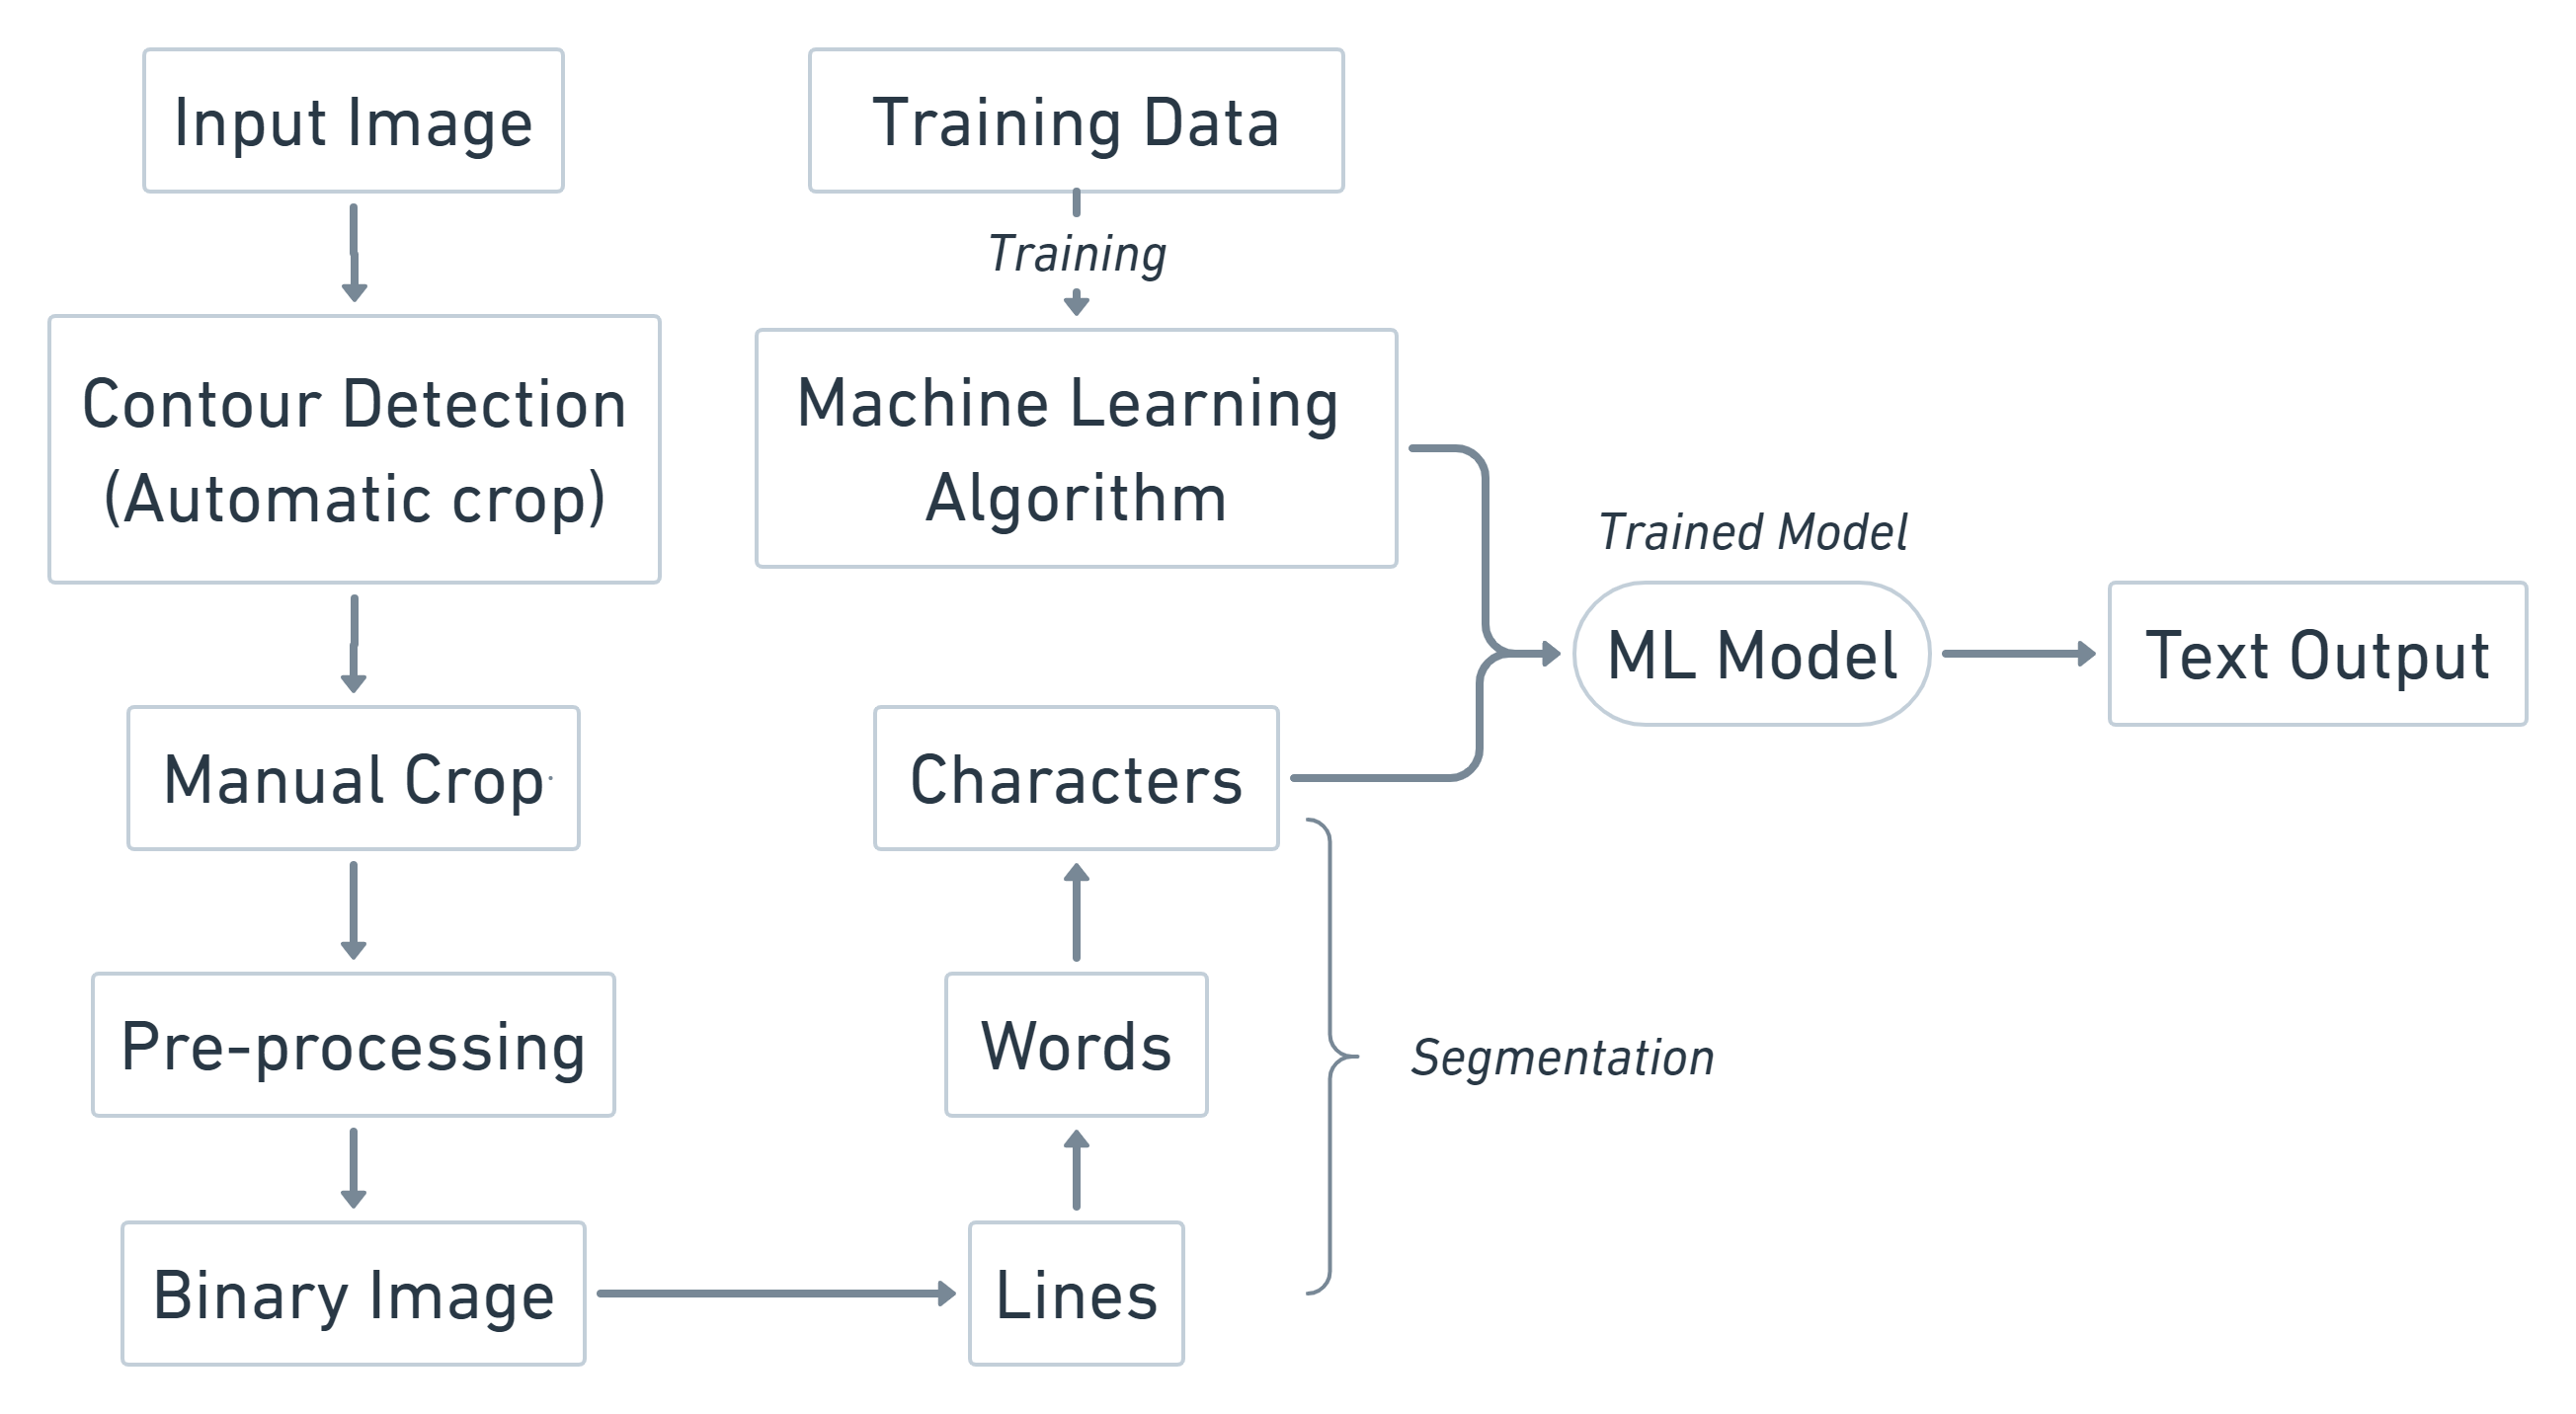 Input Image
Contour Detection
(Automatic crop)
Manual Crop
Pre-processing
Binary Image
Training Data
Training
Machine Learning
Algorithm
Characters
Words
Lines
Segmentation
Trained Model
ML Model
Text Output